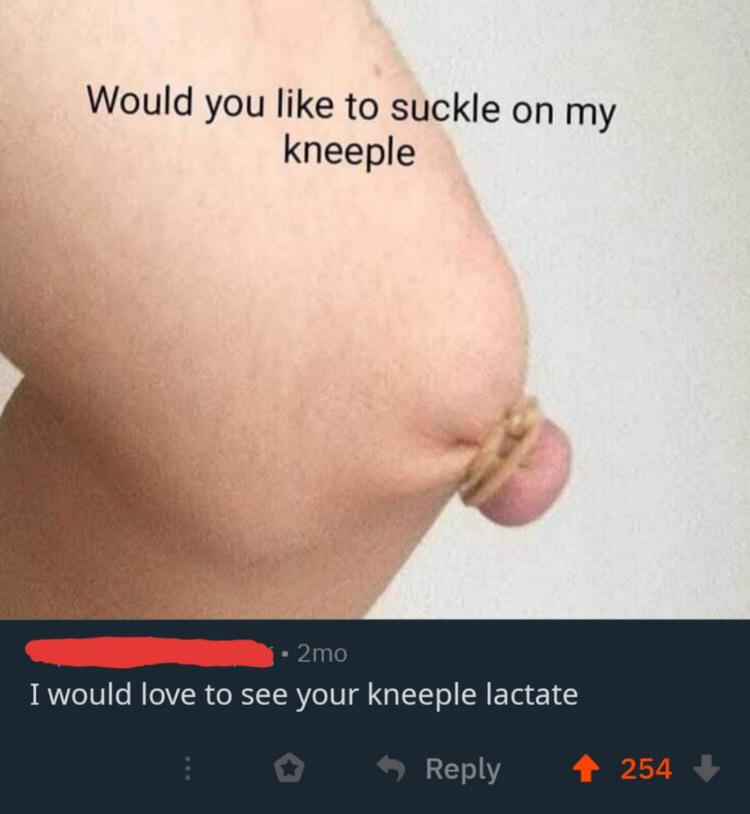 Would you like to suckle on my
kneeple
• 2mo
I would love to see your kneeple lactate
Reply
254